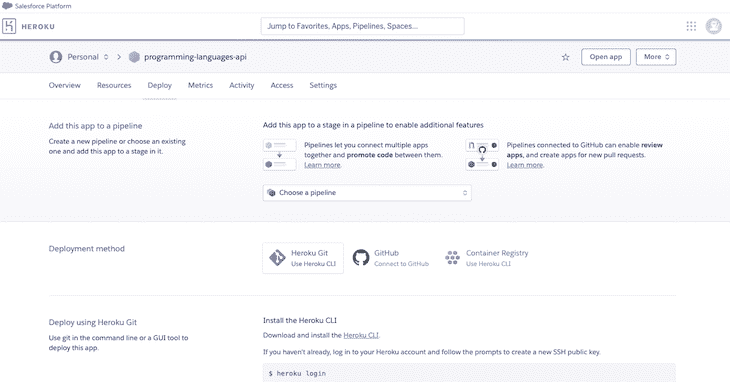 Salesforce Platform
HEROKU
Jump to Favorites, Apps, Pipelines, Spaces...
Personal
programming-languages-api
Open app
More
Overview
Resources
Deploy
Metrics
Activity
Access
Settings
Add this app to a pipeline
Create a new pipeline or choose an existing
one and add this app to a stage in it.
Add this app to a stage in a pipeline to enable additional features
Pipelines let you connect multiple apps
together and promote code between them.
Learn more.
Pipelines connected to GitHub can enable review
apps, and create apps for new pull requests.
Learn more.
Choose a pipeline
Deployment method
Heroku Git
Use Heroku CLI
GitHub
Connect to GitHub
Container Registry
Use Heroku CLI
Deploy using Heroku Git
Use git in the command line or a GUI tool to
deploy this app.
Install the Heroku CLI
Download and install the Heroku CLI.
If you haven't already, log in to your Heroku account and follow the prompts to create a new SSH public key.
$ heroku login